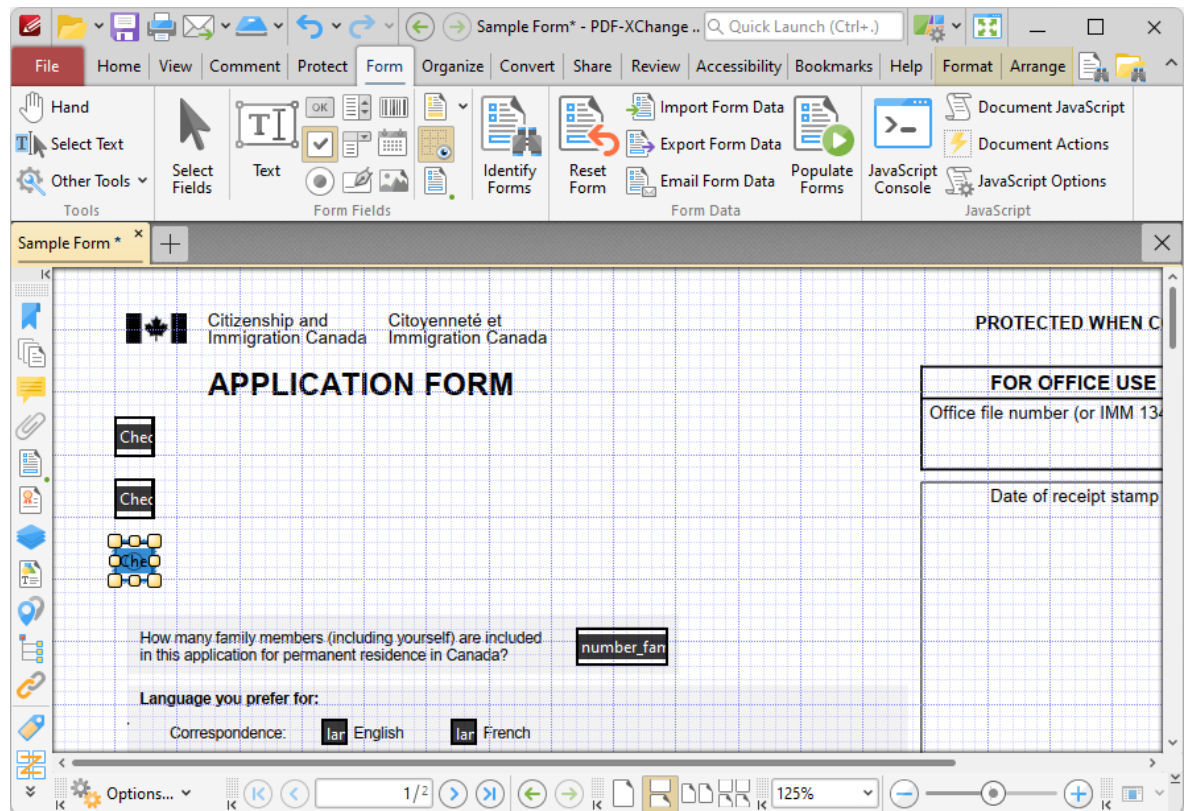 Sample Form* - PDF-XChange .. Quick Launch (Ctrl+.)
File Home View Comment Protect Form Organize Convert Share Review Accessibility Bookmarks Help Format Arrange
Hand
Select Text
Other Tools
Tools
Select Fields
Text
OK
Form Fields
Identify Forms
Reset Form
Import Form Data
Export Form Data
Email Form Data
Populate Forms
Form Data
JavaScript Console
Document JavaScript
Document Actions
JavaScript Options
JavaScript
Sample Form *
Citizenship and Immigration Canada
Citoyenneté et Immigration Canada
PROTECTED WHEN C
APPLICATION FORM
FOR OFFICE USE
Office file number (or IMM 134
Chec
Chec
Date of receipt stamp
Che
How many family members (including yourself) are included
in this application for permanent residence in Canada?
number_fan
Language you prefer for:
Correspondence: lar English lar French
Options... 1/2 125%